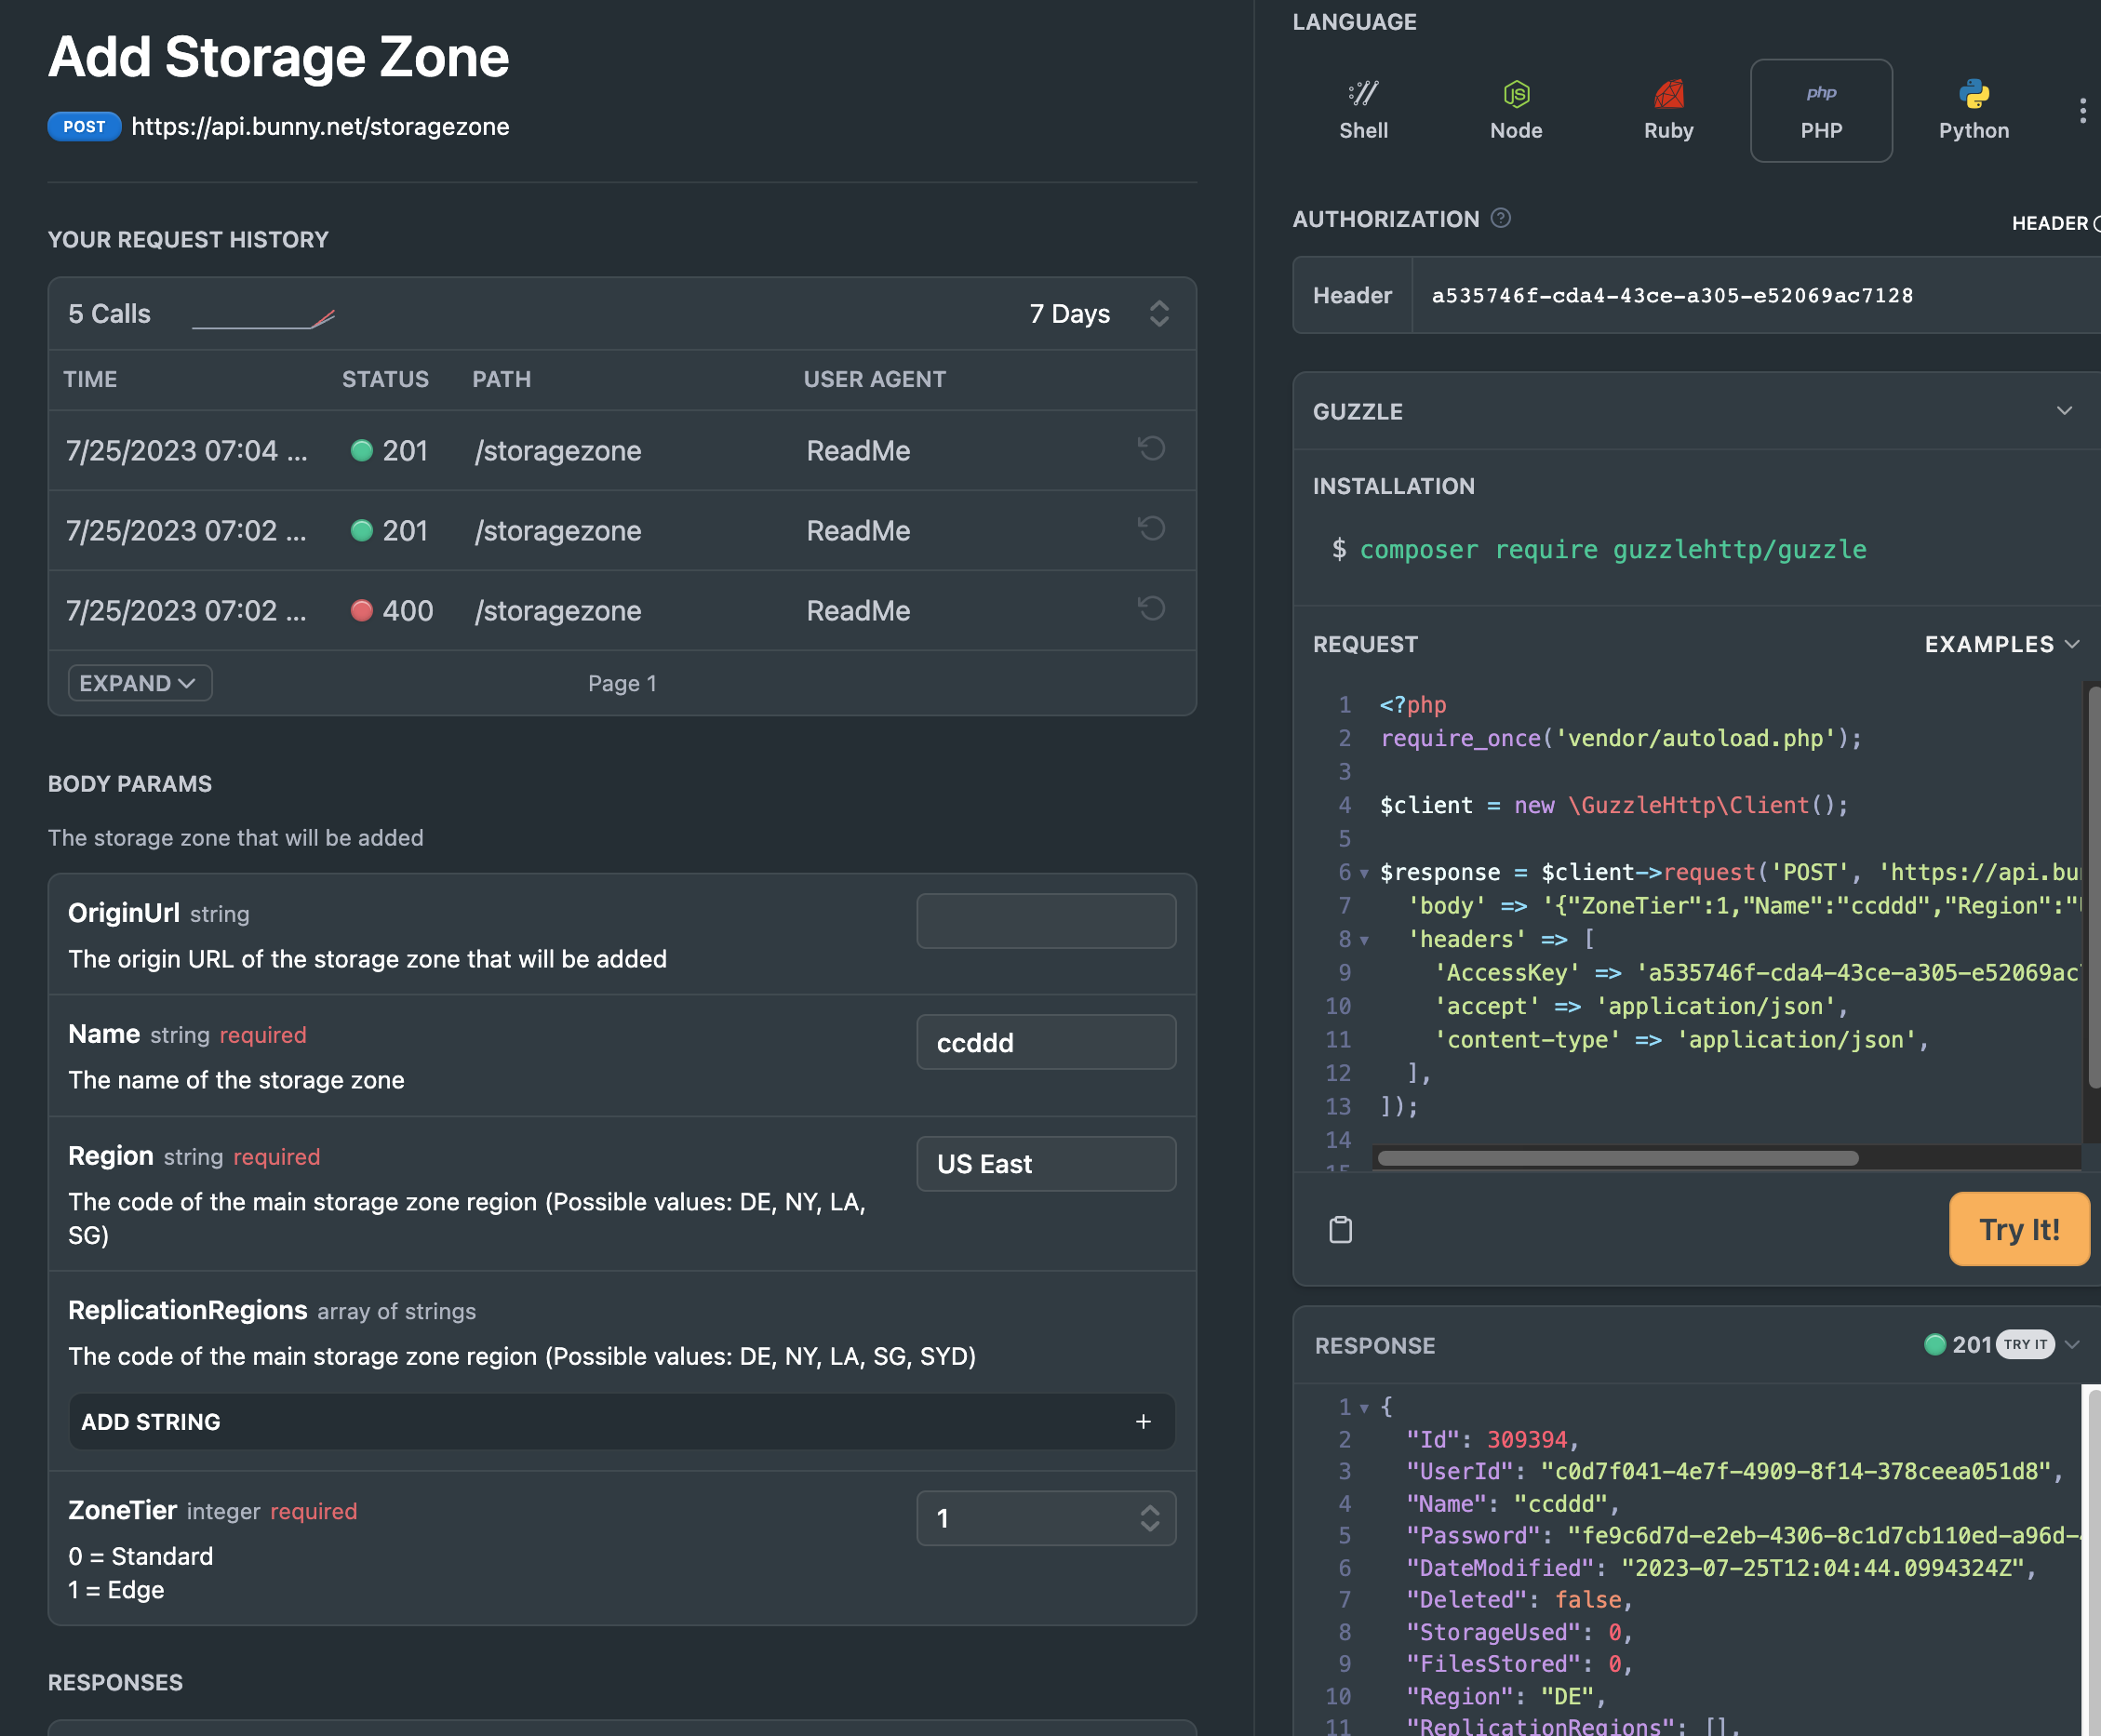 Add Storage Zone
POST https://api.bunny.net/storagezone
YOUR REQUEST HISTORY
5 Calls 7 Days
TIME STATUS PATH USER AGENT
7/25/2023 07:04 ... 201 /storagezone ReadMe
7/25/2023 07:02 ... 201 /storagezone ReadMe
7/25/2023 07:02 ... 400 /storagezone ReadMe
EXPAND Page 1
BODY PARAMS
The storage zone that will be added
OriginUrl string
The origin URL of the storage zone that will be added
Name string required
ccddd
The name of the storage zone
Region string required
US East
The code of the main storage zone region (Possible values: DE, NY, LA,
SG)
ReplicationRegions array of strings
The code of the main storage zone region (Possible values: DE, NY, LA, SG, SYD)
ADD STRING +
ZoneTier integer required
1
0 = Standard
1 = Edge
RESPONSES
LANGUAGE
Shell Node Ruby php PHP Python
AUTHORIZATION ? HEADER
Header a535746f-cda4-43ce-a305-e52069ac7128
GUZZLE
INSTALLATION
$ composer require guzzlehttp/guzzle
REQUEST EXAMPLES
1 <?php
2 require_once('vendor/autoload.php');
3
4 $client = new \GuzzleHttp\Client();
5
6 $response = $client->request('POST', 'https://api.bu
7 'body' => '{"ZoneTier":1,"Name":"ccddd","Region":"
8 'headers' => [
9 'AccessKey' => 'a535746f-cda4-43ce-a305-e52069ac
10 'accept' => 'application/json',
11 'content-type' => 'application/json',
12 ],
13 ]);
14
15
Try It!
RESPONSE 201 TRY IT
1 {
2 "Id": 309394,
3 "UserId": "c0d7f041-4e7f-4909-8f14-378ceea051d8",
4 "Name": "ccddd",
5 "Password": "fe9c6d7d-e2eb-4306-8c1d7cb110ed-a96d-
6 "DateModified": "2023-07-25T12:04:44.0994324Z",
7 "Deleted": false,
8 "StorageUsed": 0,
9 "FilesStored": 0,
10 "Region": "DE",
11 "ReplicationRegions": [],